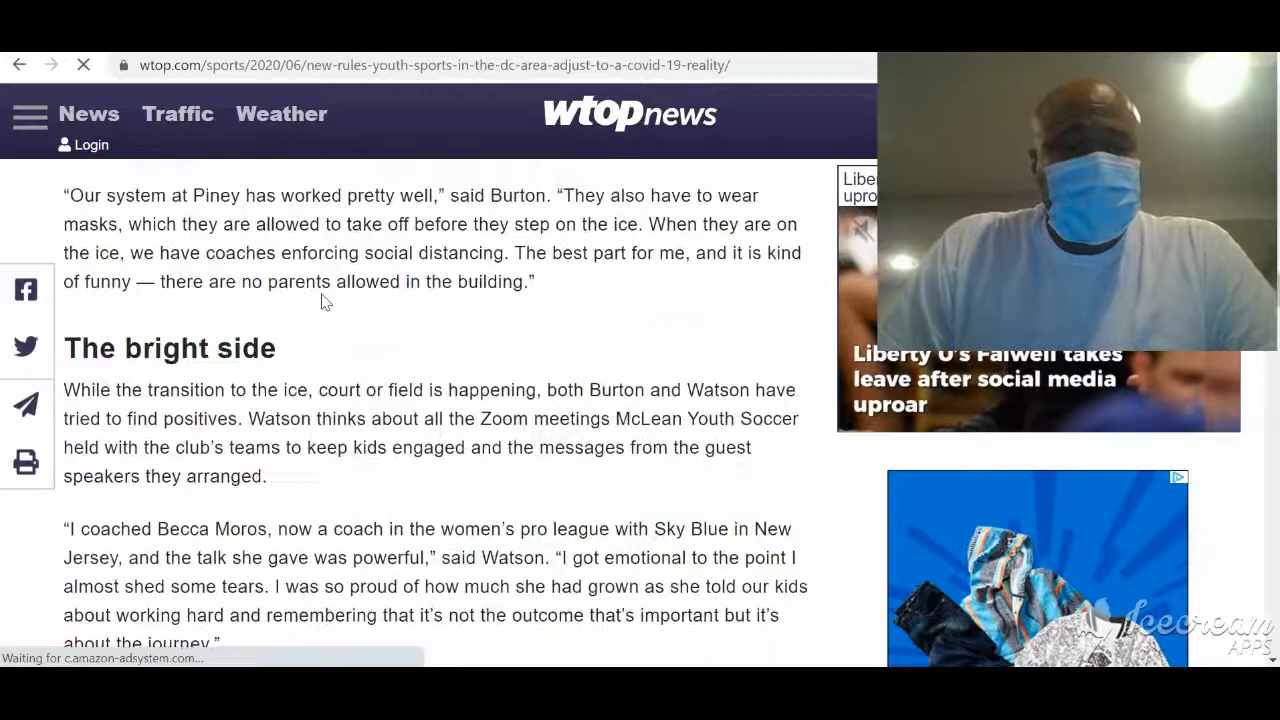 wtop.com/sports/2020/06/new-rules-youth-sports-in-the-dc-area-adjust-to-a-covid-19-reality/
News Traffic Weather
wtopnews
Login
“Our system at Piney has worked pretty well,” said Burton. “They also have to wear
masks, which they are allowed to take off before they step on the ice. When they are on
the ice, we have coaches enforcing social distancing. The best part for me, and it is kind
of funny — there are no parents allowed in the building.”
The bright side
While the transition to the ice, court or field is happening, both Burton and Watson have
tried to find positives. Watson thinks about all the Zoom meetings McLean Youth Soccer
held with the club’s teams to keep kids engaged and the messages from the guest
speakers they arranged.
“I coached Becca Moros, now a coach in the women’s pro league with Sky Blue in New
Jersey, and the talk she gave was powerful,” said Watson. “I got emotional to the point I
almost shed some tears. I was so proud of how much she had grown as she told our kids
about working hard and remembering that it’s not the outcome that’s important but it’s
about the journey.”
Waiting for c.amazon-adsystem.com...
Liber
upro
Liberty U's Falwell takes
leave after social media
uproar
Icecream
APPS